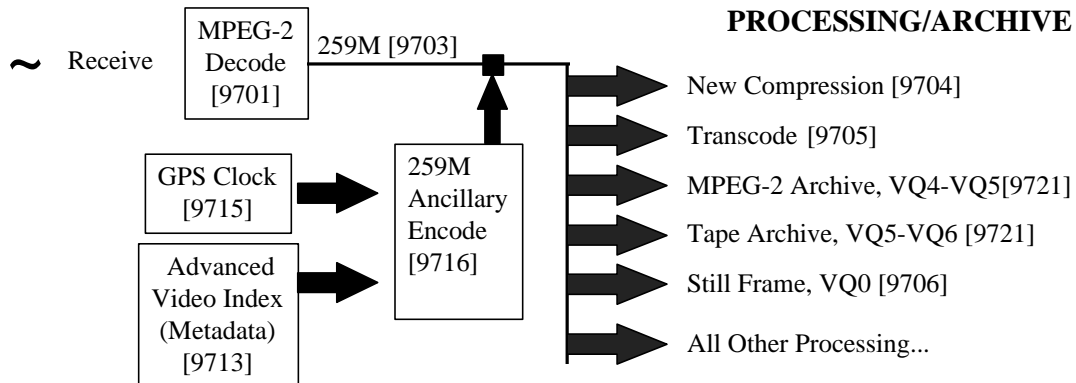 PROCESSING/ARCHIVE
~ Receive
MPEG-2
Decode
[9701]
259M [9703]
GPS Clock
[9715]
Advanced
Video Index
(Metadata)
[9713]
259M
Ancillary
Encode
[9716]
New Compression [9704]
Transcode [9705]
MPEG-2 Archive, VQ4-VQ5[9721]
Tape Archive, VQ5-VQ6 [9721]
Still Frame, VQ0 [9706]
All Other Processing...